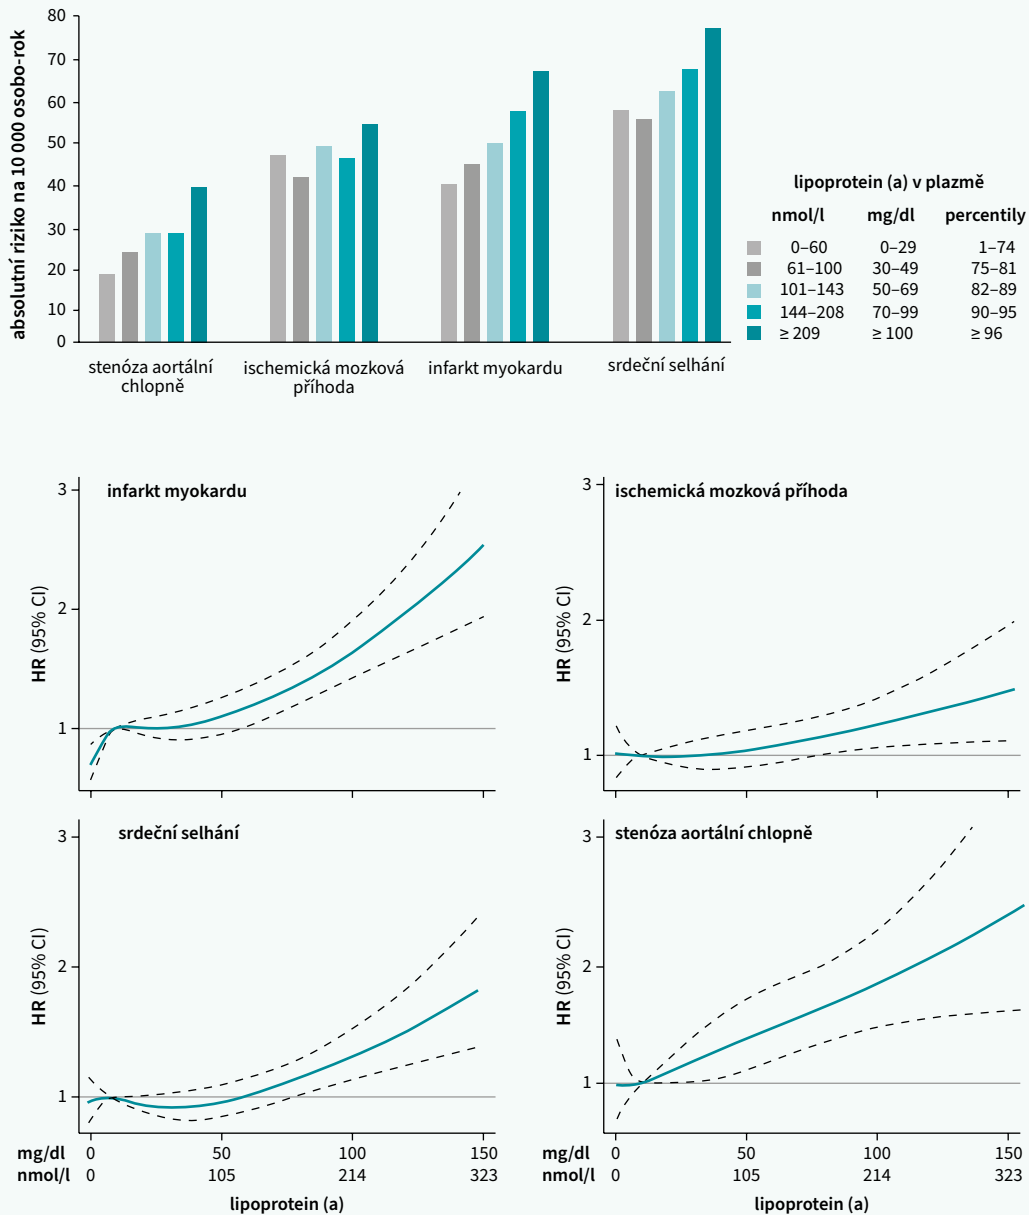 absolutní riziko na 10 000 osobo-rok
80
70
60
50
40
30
20
10
0
stenóza aortální
chlopně
ischemická mozková
příhoda
infarkt myokardu
srdeční selhání
lipoprotein (a) v plazmě
nmol/l mg/dl percentily
0–60 0–29 1–74
61–100 30–49 75–81
101–143 50–69 82–89
144–208 70–99 90–95
≥ 209 ≥ 100 ≥ 96
infarkt myokardu
HR (95% CI)
3
2
1
ischemická mozková příhoda
HR (95% CI)
3
2
1
srdeční selhání
HR (95% CI)
3
2
1
mg/dl 0 50 100 150
nmol/l 0 105 214 323
lipoprotein (a)
stenóza aortální chlopně
HR (95% CI)
3
2
1
mg/dl 0 50 100 150
nmol/l 0 105 214 323
lipoprotein (a)